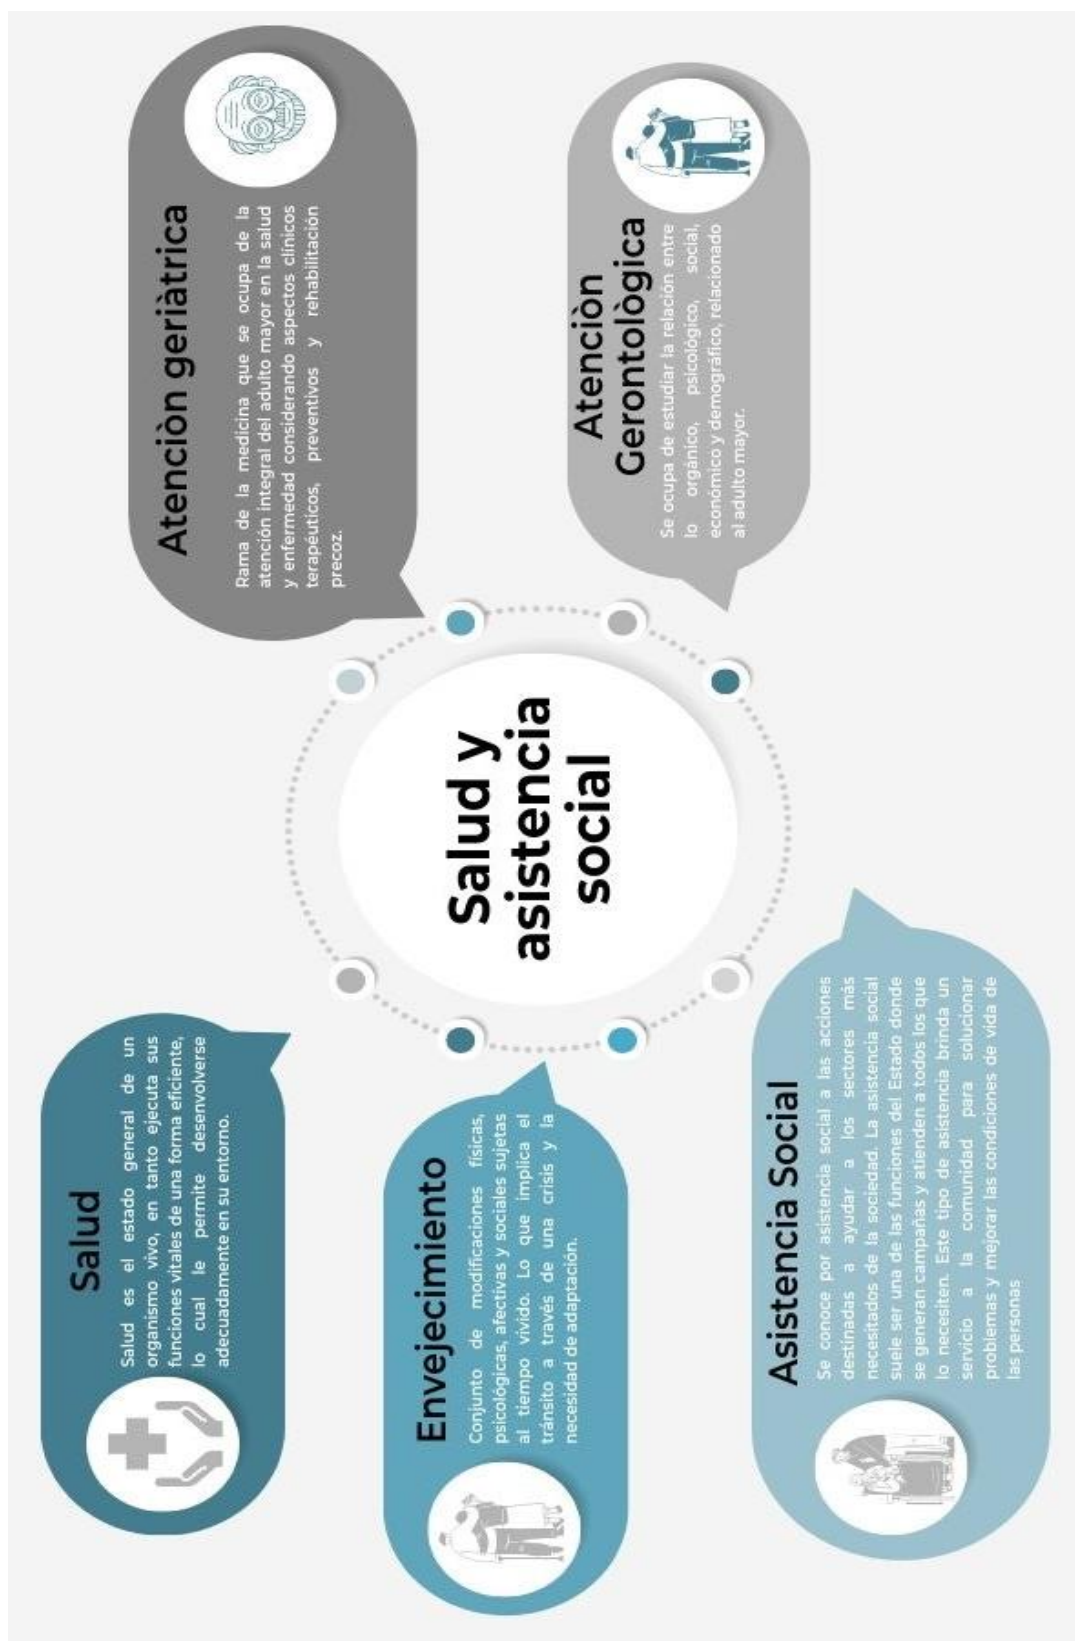 Salud
Salud es el estado general de un
organismo vivo, en tanto ejecuta sus
funciones vitales de una forma eficiente,
lo cual le permite desenvolverse
adecuadamente en su entorno.
Envejecimiento
Conjunto de modificaciones físicas,
psicológicas, afectivas y sociales sujetas
al tiempo vivido. Lo que implica el
tránsito a través de una crisis y la
necesidad de adaptación.
Asistencia Social
Se conoce por asistencia social a las acciones
destinadas a ayudar a los sectores más
necesitados de la sociedad. La asistencia social
suele ser una de las funciones del Estado donde
se generan campañas y atienden a todos los que
lo necesiten. Este tipo de asistencia brinda un
servicio a la comunidad para solucionar
problemas y mejorar las condiciones de vida de
las personas
Salud y
asistencia
social
Atenciòn geriàtrica
Rama de la medicina que se ocupa de la
atención integral del adulto mayor en la salud
y enfermedad considerando aspectos clínicos
terapéuticos, preventivos y rehabilitación
precoz.
Atenciòn
Gerontològica
Se ocupa de estudiar la relación entre
lo orgánico, psicológico, social,
económico y demográfico, relacionado
al adulto mayor.